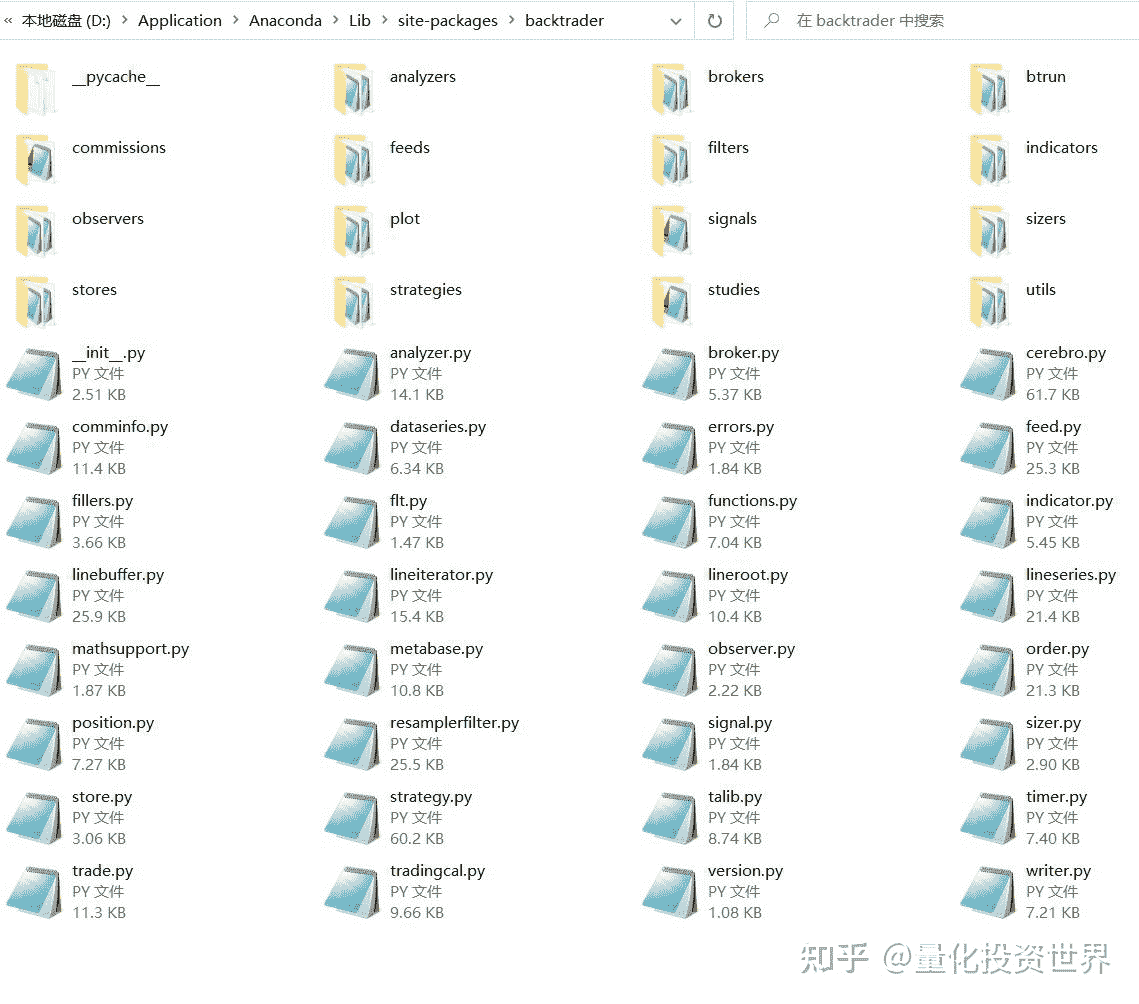 « 本地磁盘 (D:) › Application › Anaconda › Lib › site-packages › backtrader
在 backtrader 中搜索
__pycache__
analyzers
brokers
btrun
commissions
feeds
filters
indicators
observers
plot
signals
sizers
stores
strategies
studies
utils
__init__.py
PY 文件
2.51 KB
analyzer.py
PY 文件
14.1 KB
broker.py
PY 文件
5.37 KB
cerebro.py
PY 文件
61.7 KB
comminfo.py
PY 文件
11.4 KB
dataseries.py
PY 文件
6.34 KB
errors.py
PY 文件
1.84 KB
feed.py
PY 文件
25.3 KB
fillers.py
PY 文件
3.66 KB
flt.py
PY 文件
1.47 KB
functions.py
PY 文件
7.04 KB
indicator.py
PY 文件
5.45 KB
linebuffer.py
PY 文件
25.9 KB
lineiterator.py
PY 文件
15.4 KB
lineroot.py
PY 文件
10.4 KB
lineseries.py
PY 文件
21.4 KB
mathsupport.py
PY 文件
1.87 KB
metabase.py
PY 文件
10.8 KB
observer.py
PY 文件
2.22 KB
order.py
PY 文件
21.3 KB
position.py
PY 文件
7.27 KB
resamplerfilter.py
PY 文件
25.5 KB
signal.py
PY 文件
1.84 KB
sizer.py
PY 文件
2.90 KB
store.py
PY 文件
3.06 KB
strategy.py
PY 文件
60.2 KB
talib.py
PY 文件
8.74 KB
timer.py
PY 文件
7.40 KB
trade.py
PY 文件
11.3 KB
tradingcal.py
PY 文件
9.66 KB
version.py
PY 文件
1.08 KB
writer.py
PY 文件
7.21 KB
知乎 @量化投资世界